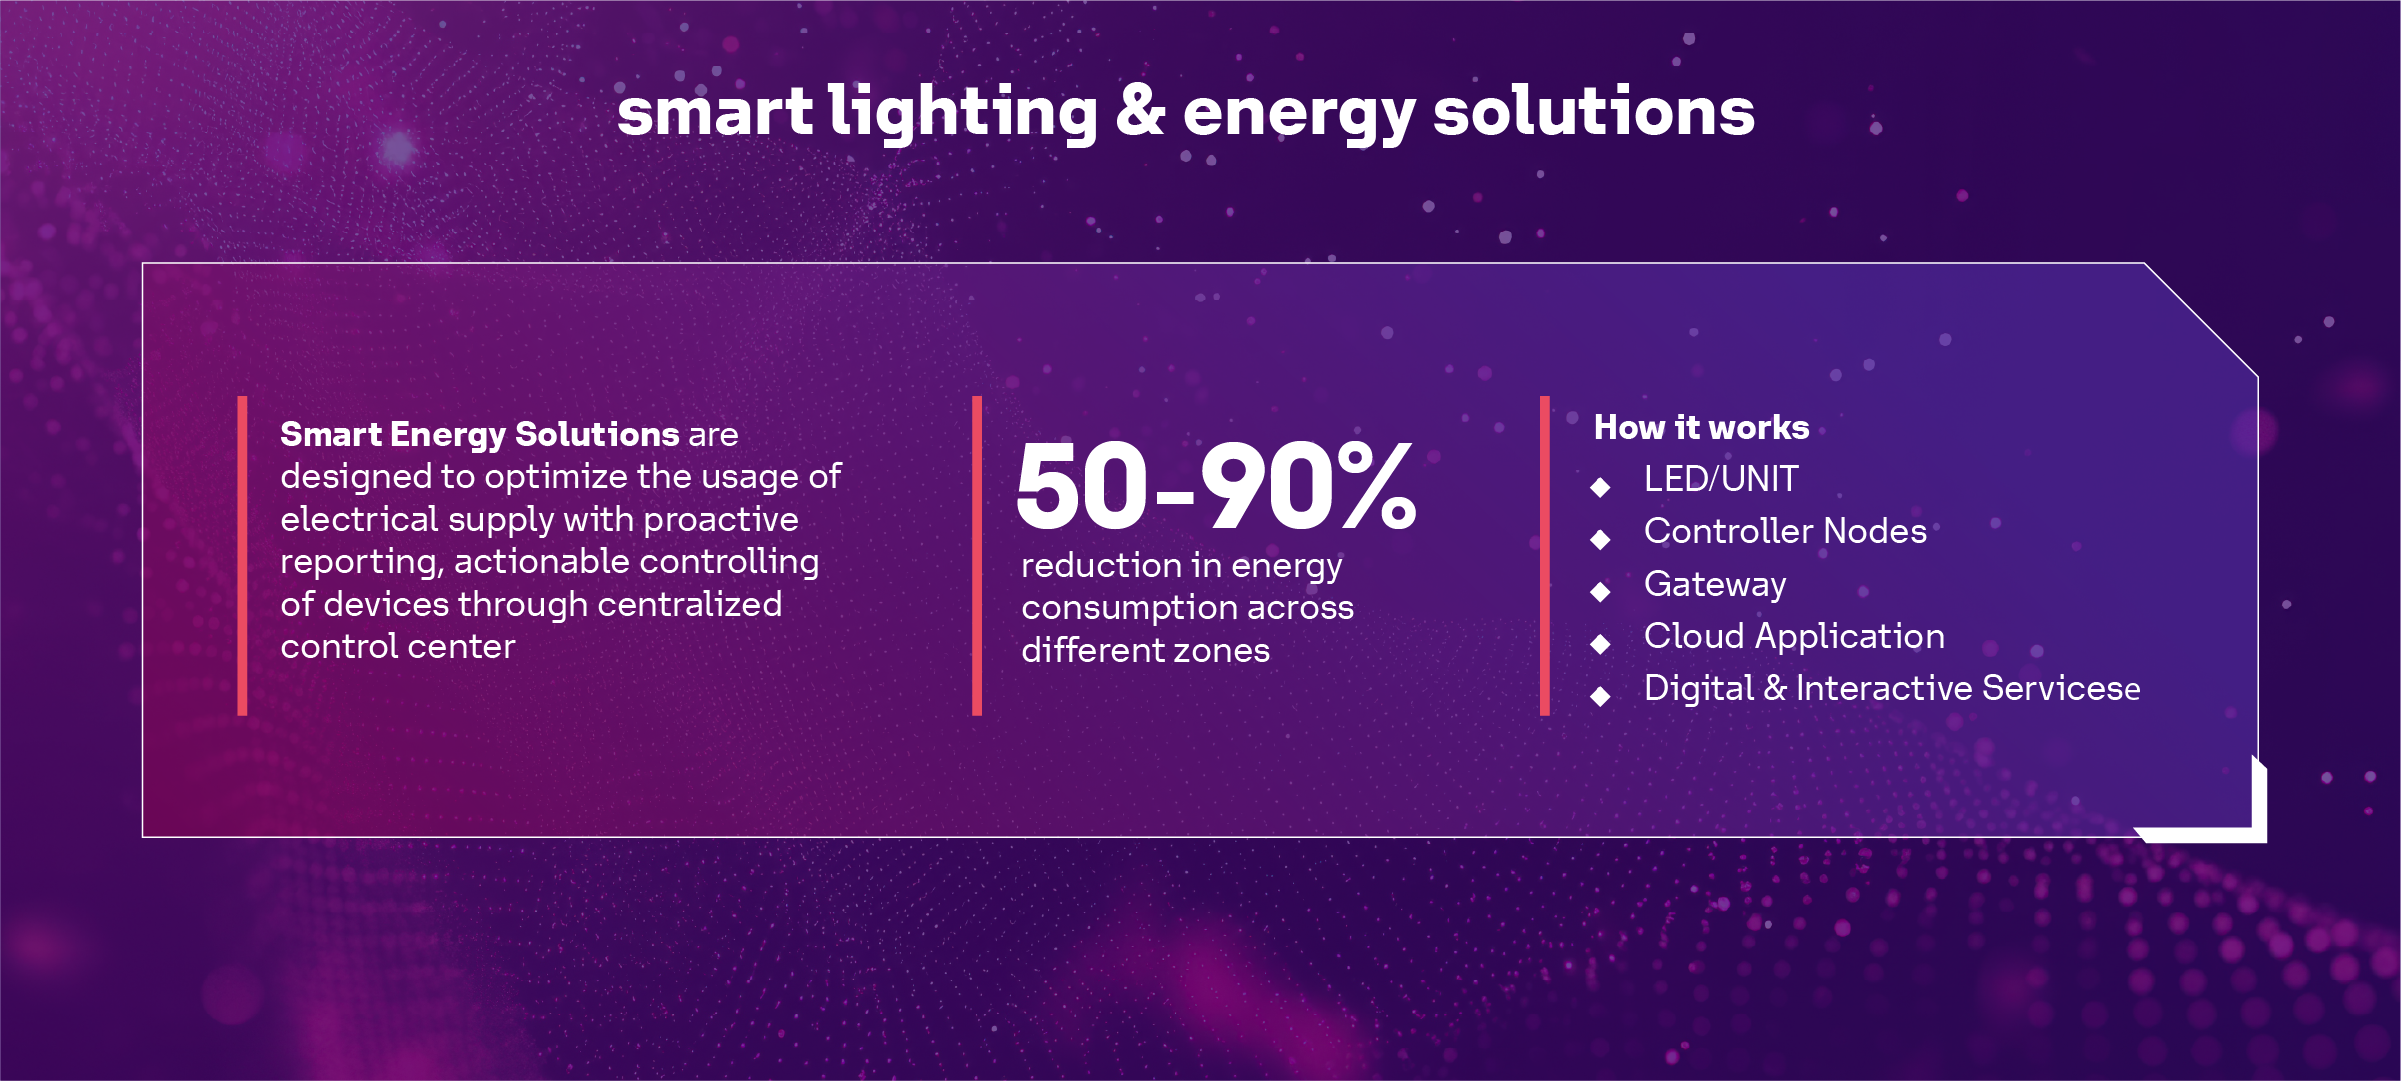 smart lighting & energy solutions
Smart Energy Solutions are
designed to optimize the usage of
electrical supply with proactive
reporting, actionable controlling
of devices through centralized
control center
50-90%
reduction in energy
consumption across
different zones
How it works
◆ LED/UNIT
◆ Controller Nodes
◆ Gateway
◆ Cloud Application
◆ Digital & Interactive Servicese